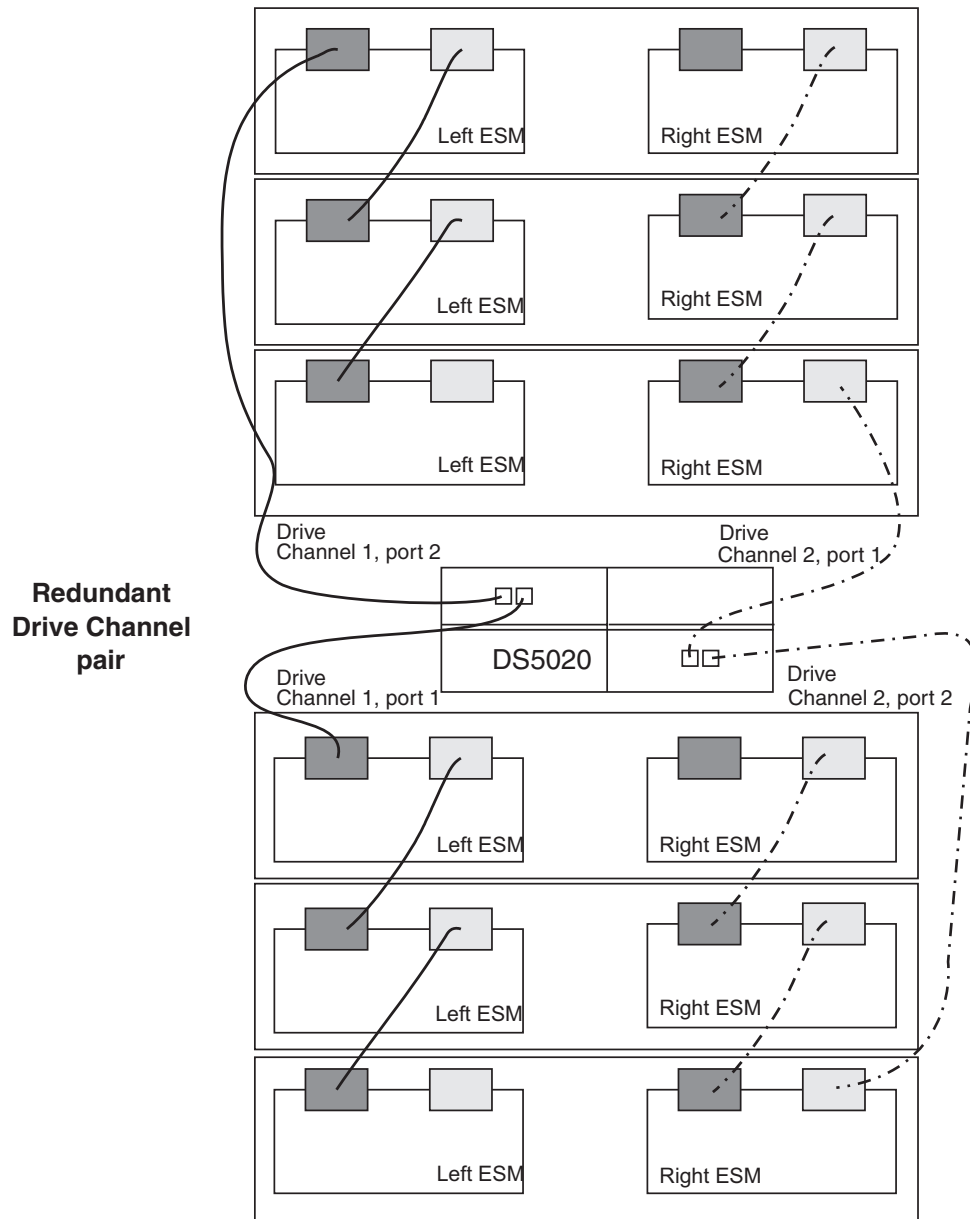 Left ESM
Right ESM
Left ESM
Right ESM
Left ESM
Right ESM
Drive
Channel 1, port 2
Drive
Channel 2, port 1
Redundant
Drive Channel
pair
DS5020
Drive
Channel 1, port 1
Drive
Channel 2, port 2
Left ESM
Right ESM
Left ESM
Right ESM
Left ESM
Right ESM